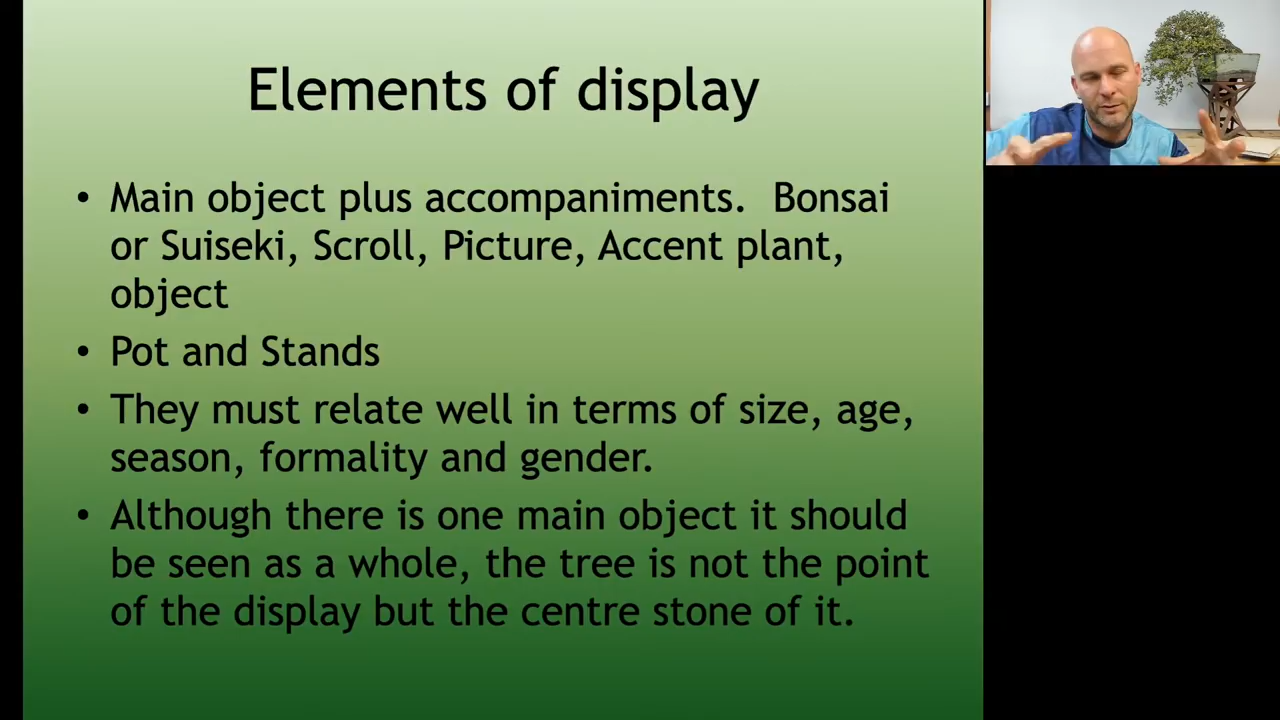 Elements of display
• Main object plus accompaniments. Bonsai
or Suiseki, Scroll, Picture, Accent plant,
object
• Pot and Stands
• They must relate well in terms of size, age,
season, formality and gender.
• Although there is one main object it should
be seen as a whole, the tree is not the point
of the display but the centre stone of it.